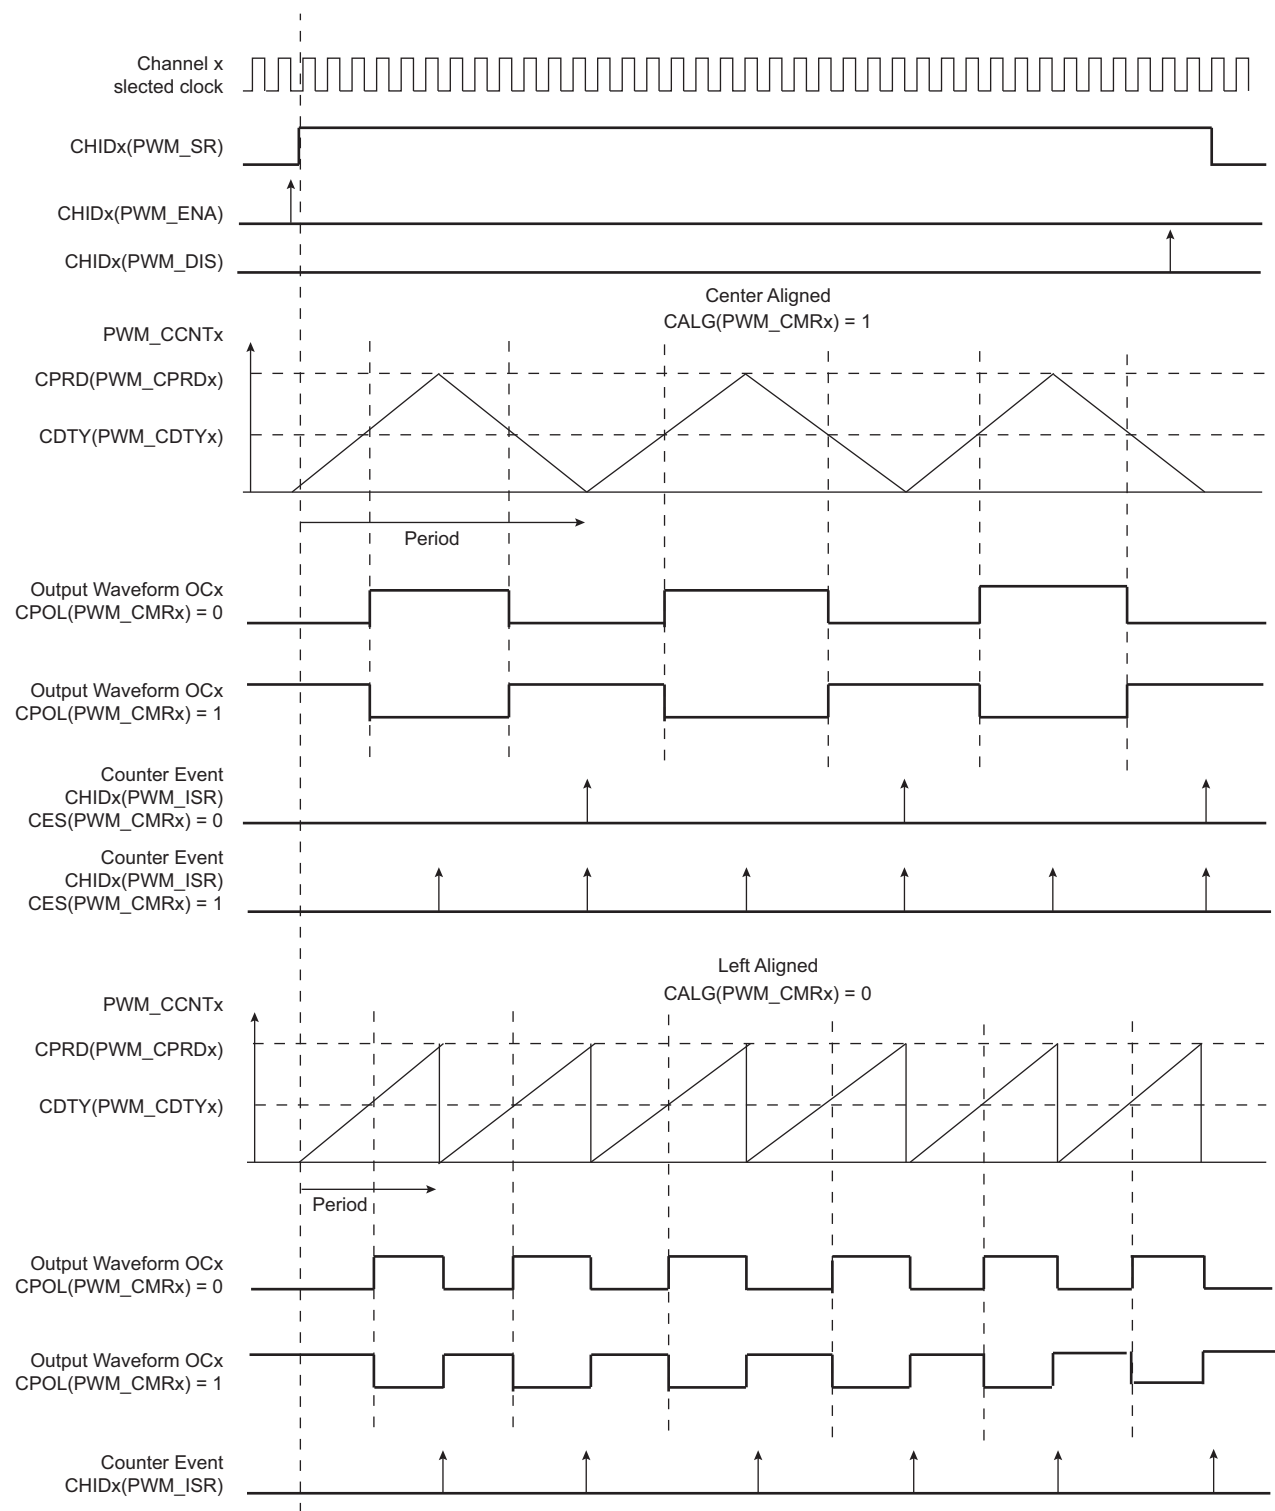 Channel x
slected clock
CHIDx(PWM_SR)
CHIDx(PWM_ENA)
CHIDx(PWM_DIS)
Center Aligned
CALG(PWM_CMRx) = 1
PWM_CCNTx
CPRD(PWM_CPRDx)
CDTY(PWM_CDTYx)
Period
Output Waveform OCx
CPOL(PWM_CMRx) = 0
Output Waveform OCx
CPOL(PWM_CMRx) = 1
Counter Event
CHIDx(PWM_ISR)
CES(PWM_CMRx) = 0
Counter Event
CHIDx(PWM_ISR)
CES(PWM_CMRx) = 1
Left Aligned
CALG(PWM_CMRx) = 0
PWM_CCNTx
CPRD(PWM_CPRDx)
CDTY(PWM_CDTYx)
Period
Output Waveform OCx
CPOL(PWM_CMRx) = 0
Output Waveform OCx
CPOL(PWM_CMRx) = 1
Counter Event
CHIDx(PWM_ISR)